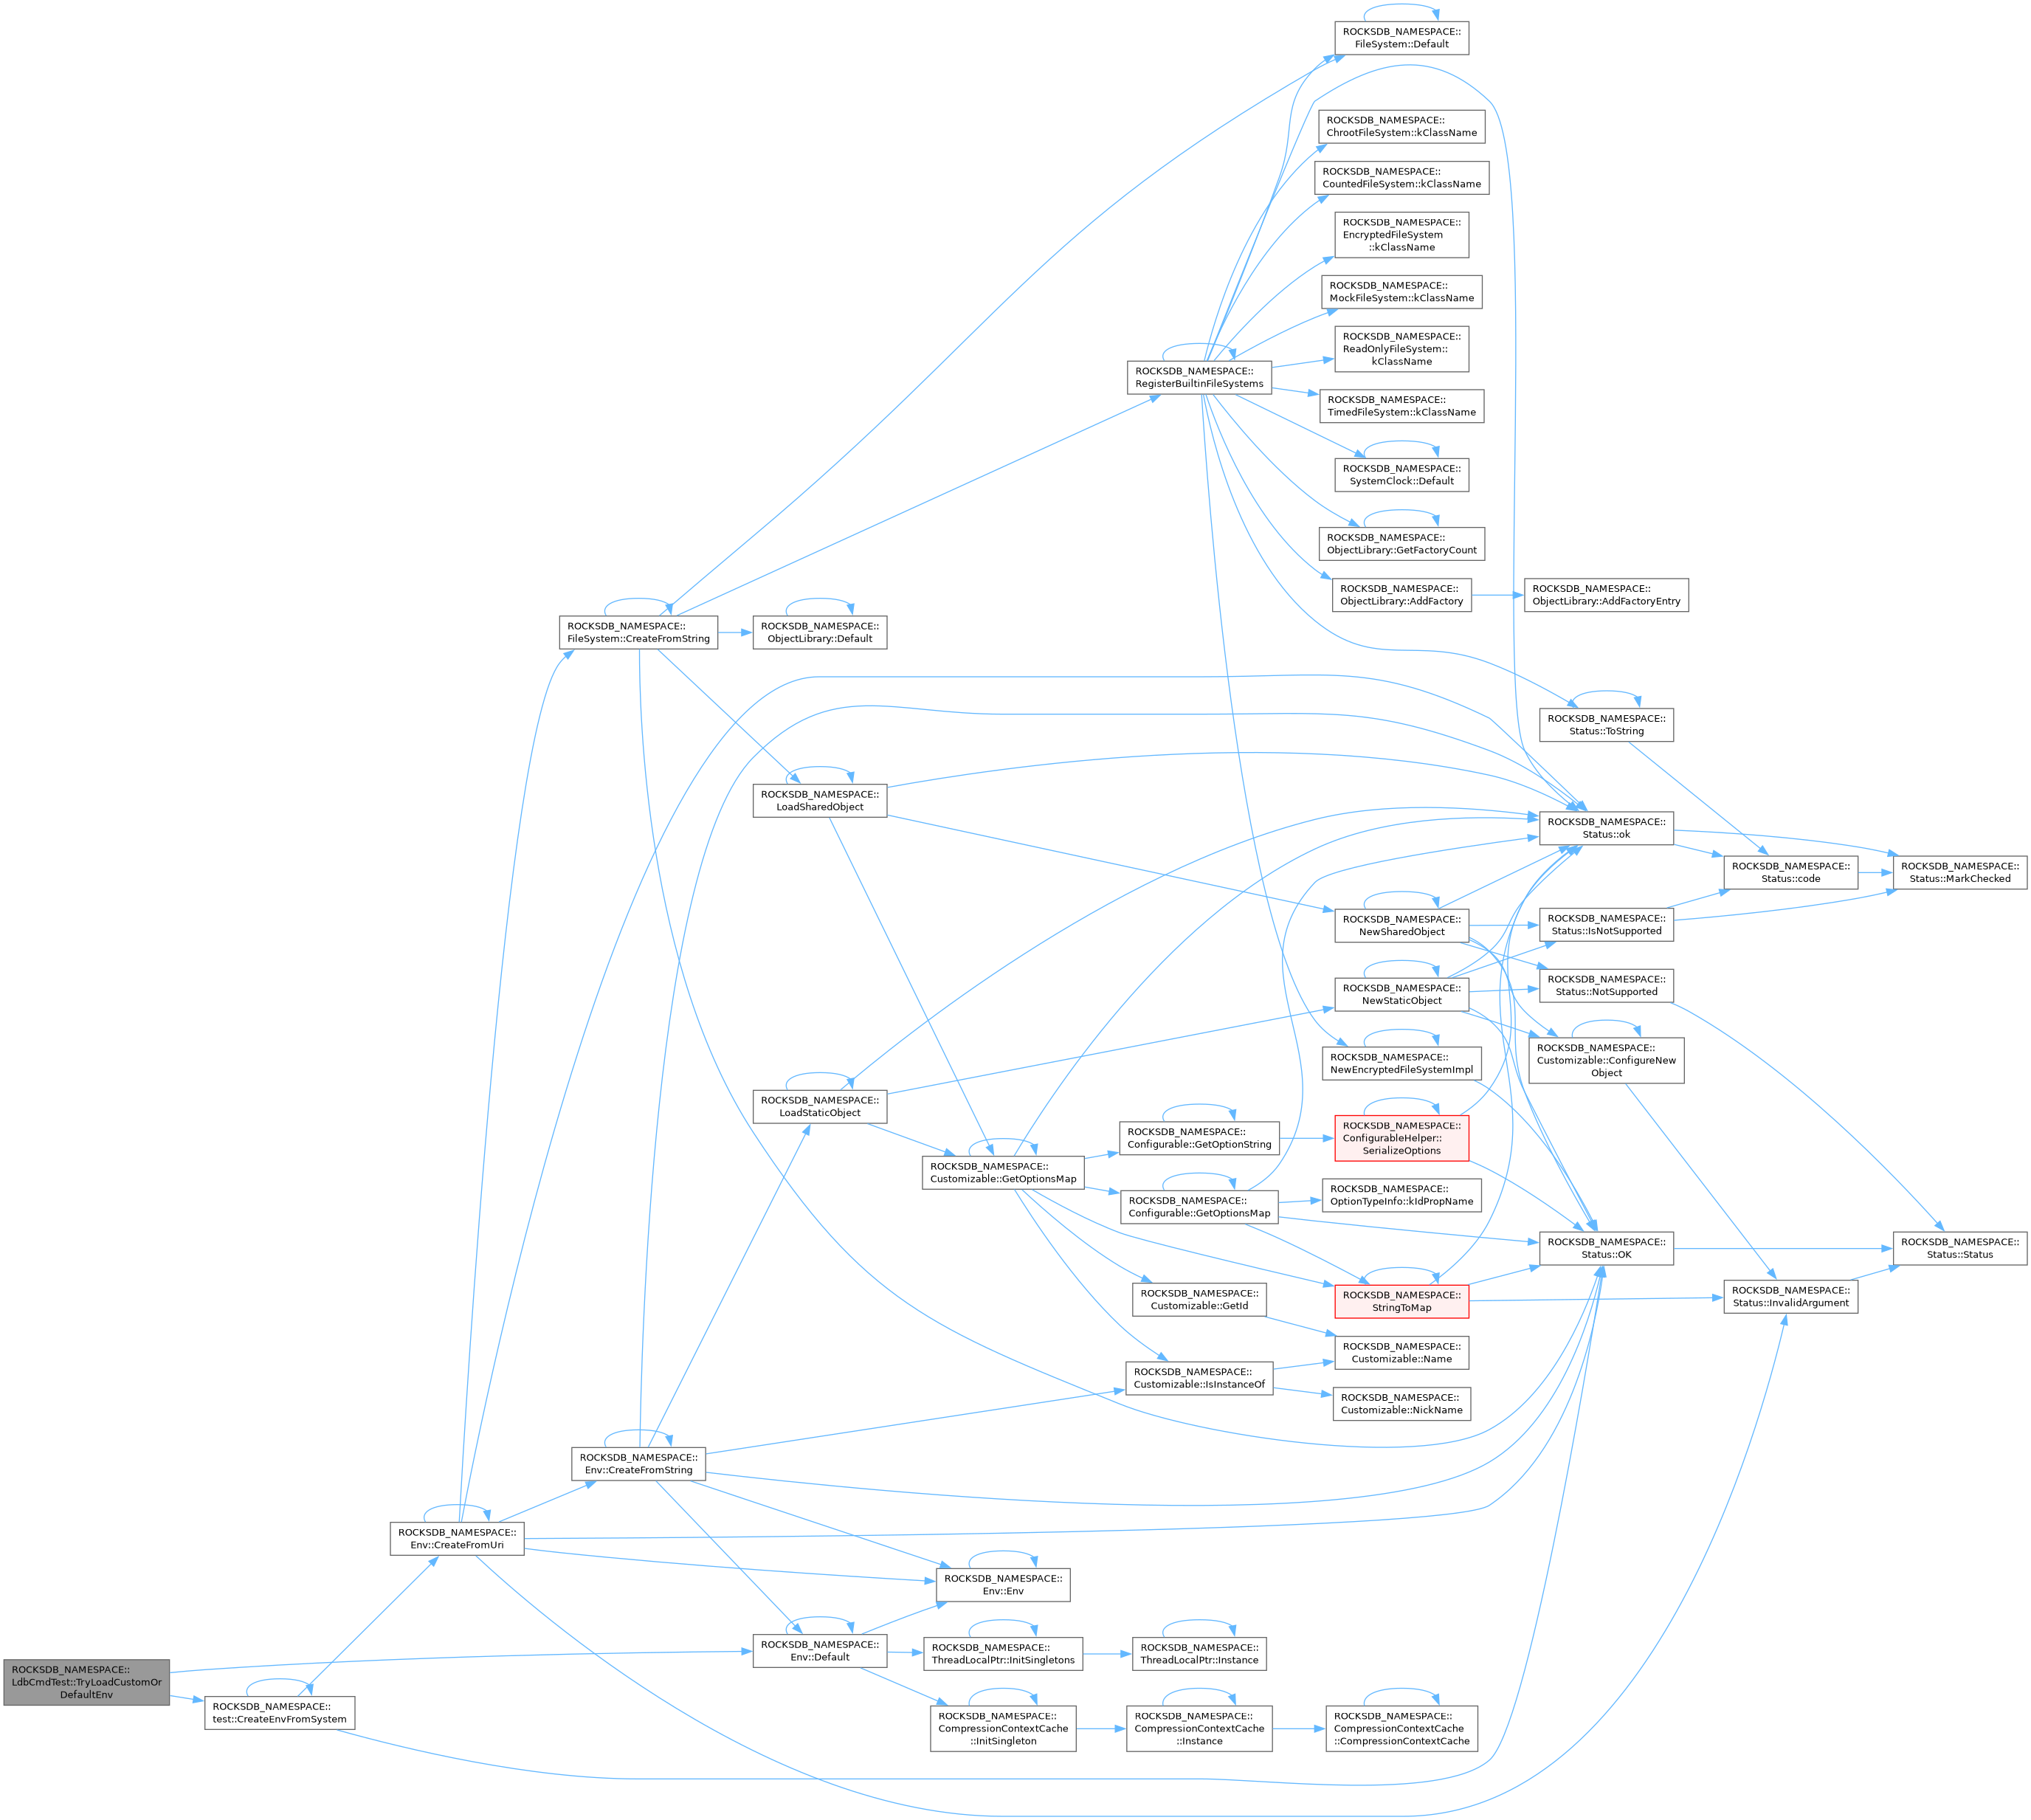 ROCKSDB_NAMESPACE::
FileSystem::Default
ROCKSDB_NAMESPACE::
ChrootFileSystem::kClassName
ROCKSDB_NAMESPACE::
CountedFileSystem::kClassName
ROCKSDB_NAMESPACE::
EncryptedFileSystem
::kClassName
ROCKSDB_NAMESPACE::
MockFileSystem::kClassName
ROCKSDB_NAMESPACE::
ReadOnlyFileSystem::
kClassName
ROCKSDB_NAMESPACE::
RegisterBuiltinFileSystems
ROCKSDB_NAMESPACE::
TimedFileSystem::kClassName
ROCKSDB_NAMESPACE::
SystemClock::Default
ROCKSDB_NAMESPACE::
ObjectLibrary::GetFactoryCount
ROCKSDB_NAMESPACE::
ObjectLibrary::AddFactory
ROCKSDB_NAMESPACE::
ObjectLibrary::AddFactoryEntry
ROCKSDB_NAMESPACE::
FileSystem::CreateFromString
ROCKSDB_NAMESPACE::
ObjectLibrary::Default
ROCKSDB_NAMESPACE::
Status::ToString
ROCKSDB_NAMESPACE::
LoadSharedObject
ROCKSDB_NAMESPACE::
Status::ok
ROCKSDB_NAMESPACE::
Status::code
ROCKSDB_NAMESPACE::
Status::MarkChecked
ROCKSDB_NAMESPACE::
NewSharedObject
ROCKSDB_NAMESPACE::
Status::IsNotSupported
ROCKSDB_NAMESPACE::
NewStaticObject
ROCKSDB_NAMESPACE::
Status::NotSupported
ROCKSDB_NAMESPACE::
NewEncryptedFileSystemImpl
ROCKSDB_NAMESPACE::
Customizable::ConfigureNew
Object
ROCKSDB_NAMESPACE::
LoadStaticObject
ROCKSDB_NAMESPACE::
Configurable::GetOptionString
ROCKSDB_NAMESPACE::
ConfigurableHelper::
SerializeOptions
ROCKSDB_NAMESPACE::
Customizable::GetOptionsMap
ROCKSDB_NAMESPACE::
Configurable::GetOptionsMap
ROCKSDB_NAMESPACE::
OptionTypeInfo::kIdPropName
ROCKSDB_NAMESPACE::
Status::OK
ROCKSDB_NAMESPACE::
Status::Status
ROCKSDB_NAMESPACE::
Customizable::GetId
ROCKSDB_NAMESPACE::
StringToMap
ROCKSDB_NAMESPACE::
Status::InvalidArgument
ROCKSDB_NAMESPACE::
Customizable::Name
ROCKSDB_NAMESPACE::
Customizable::IsInstanceOf
ROCKSDB_NAMESPACE::
Customizable::NickName
ROCKSDB_NAMESPACE::
Env::CreateFromString
ROCKSDB_NAMESPACE::
Env::CreateFromUri
ROCKSDB_NAMESPACE::
Env::Env
ROCKSDB_NAMESPACE::
Env::Default
ROCKSDB_NAMESPACE::
ThreadLocalPtr::InitSingletons
ROCKSDB_NAMESPACE::
ThreadLocalPtr::Instance
ROCKSDB_NAMESPACE::
LdbCmdTest::TryLoadCustomOr
DefaultEnv
ROCKSDB_NAMESPACE::
test::CreateEnvFromSystem
ROCKSDB_NAMESPACE::
CompressionContextCache
::InitSingleton
ROCKSDB_NAMESPACE::
CompressionContextCache
::Instance
ROCKSDB_NAMESPACE::
CompressionContextCache
::CompressionContextCache